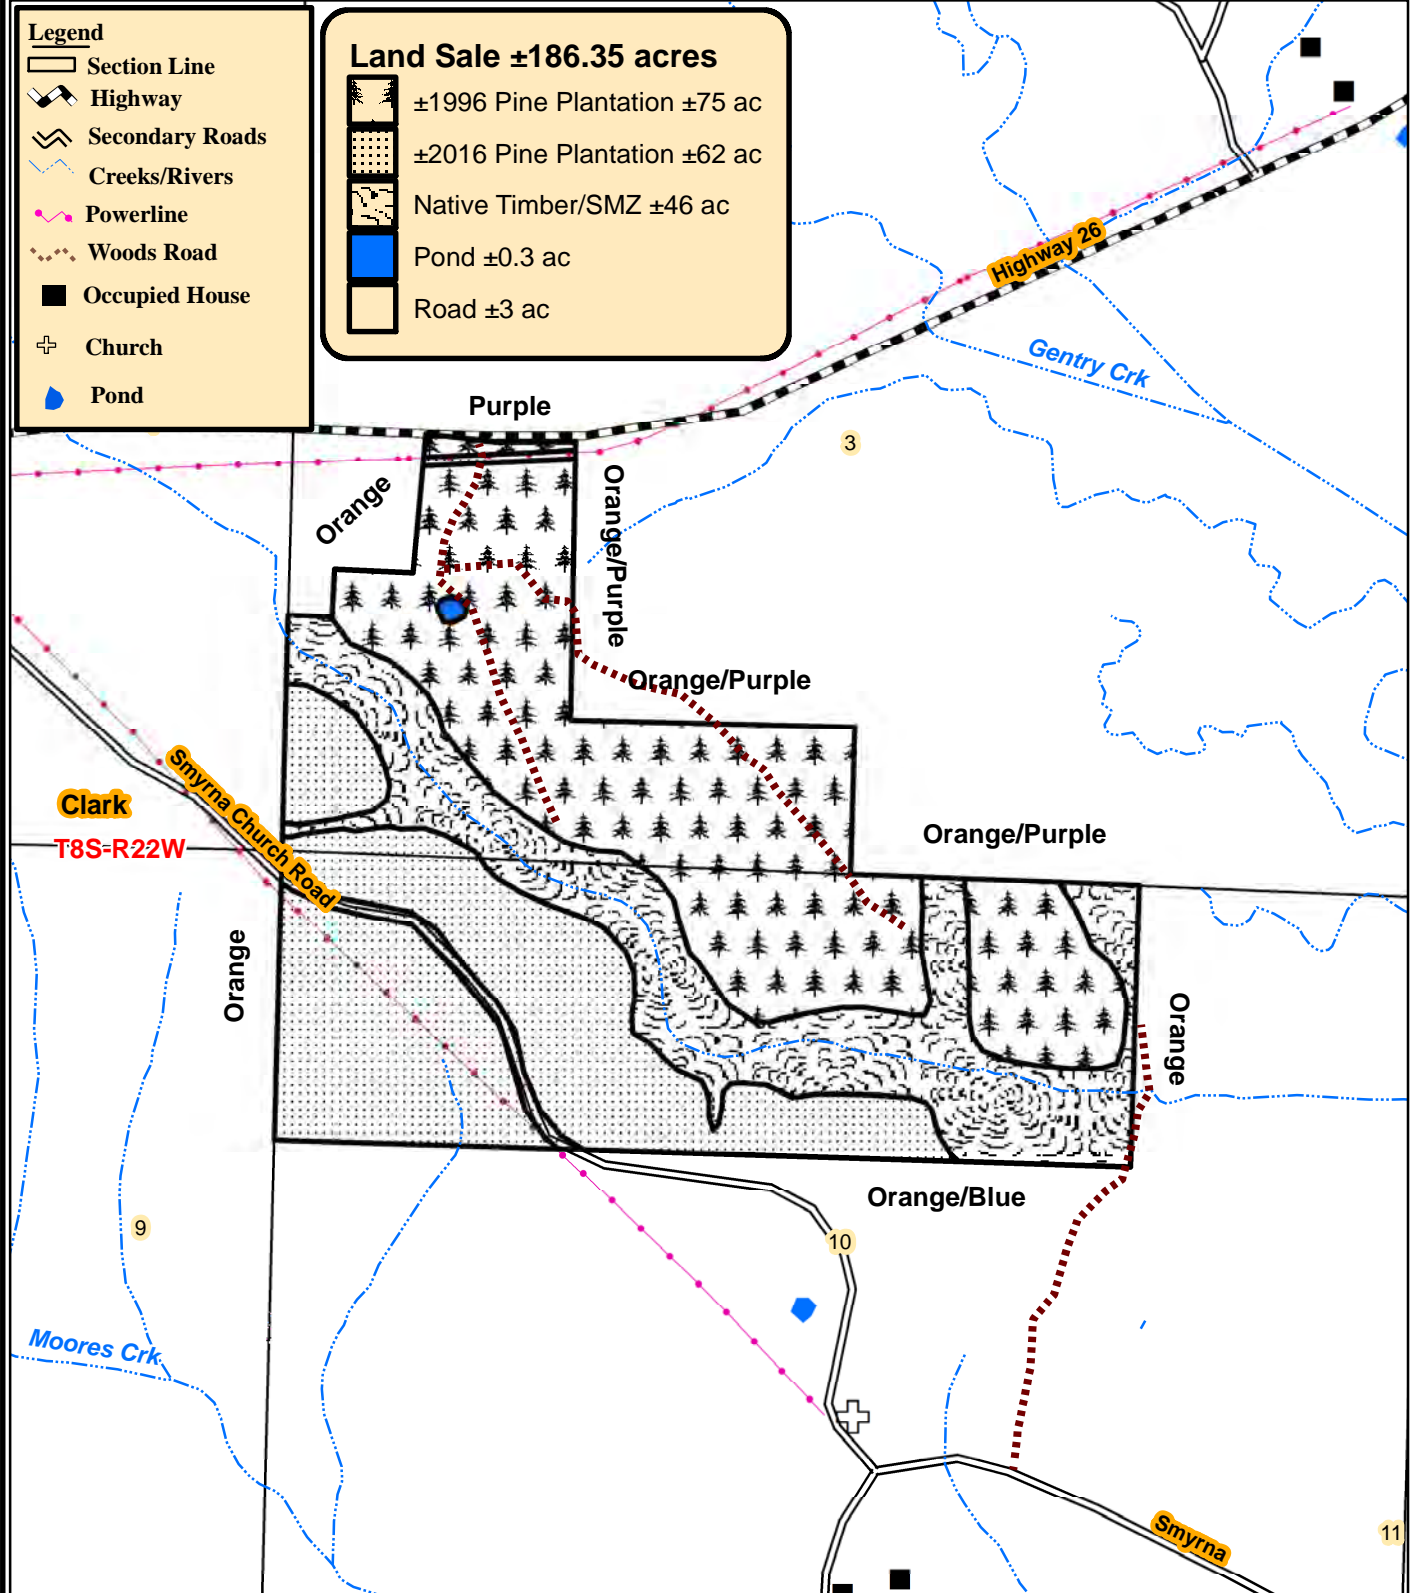 Legend
Section Line
Highway
Secondary Roads
Creeks/Rivers
Powerline
Woods Road
Occupied House
Church
Pond
Land Sale ±186.35 acres
±1996 Pine Plantation ±75 ac
±2016 Pine Plantation ±62 ac
Native Timber/SMZ ±46 ac
Pond ±0.3 ac
Road ±3 ac
Highway 26
Gentry Crk
Purple
3
Orange
Orange/Purple
Orange/Purple
Smyrna Church Road
Clark
T8S-R22W
Orange/Purple
Orange
Orange
Orange/Blue
9
10
Moores Crk
Smyrna
11